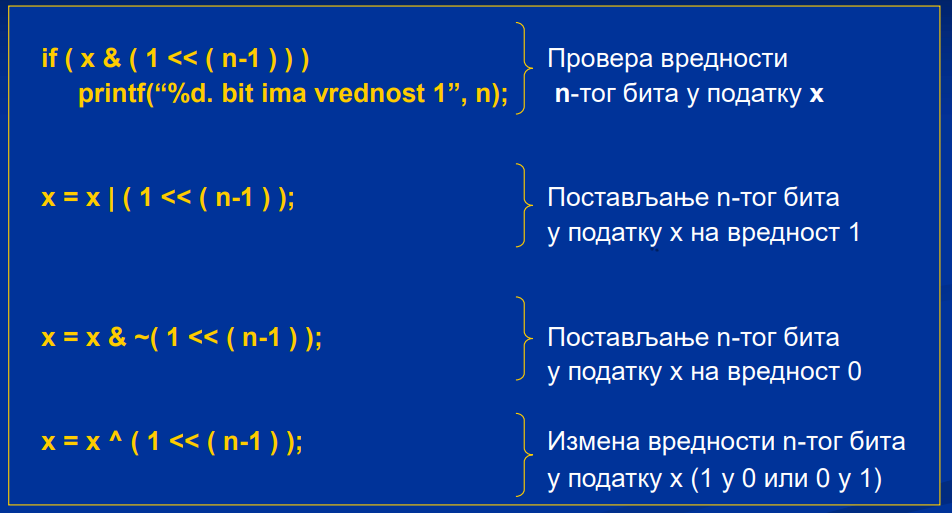 if ( x & ( 1 << ( n-1 ) ) )
printf(“%d. bit ima vrednost 1”, n);
Провера вредности
n-тог бита у податку x
x = x | ( 1 << ( n-1 ) );
Постављање n-тог бита
у податку x на вредност 1
x = x & ~( 1 << ( n-1 ) );
Постављање n-тог бита
у податку x на вредност 0
x = x ^ ( 1 << ( n-1 ) );
Измена вредности n-тог бита
у податку x (1 у 0 или 0 у 1)